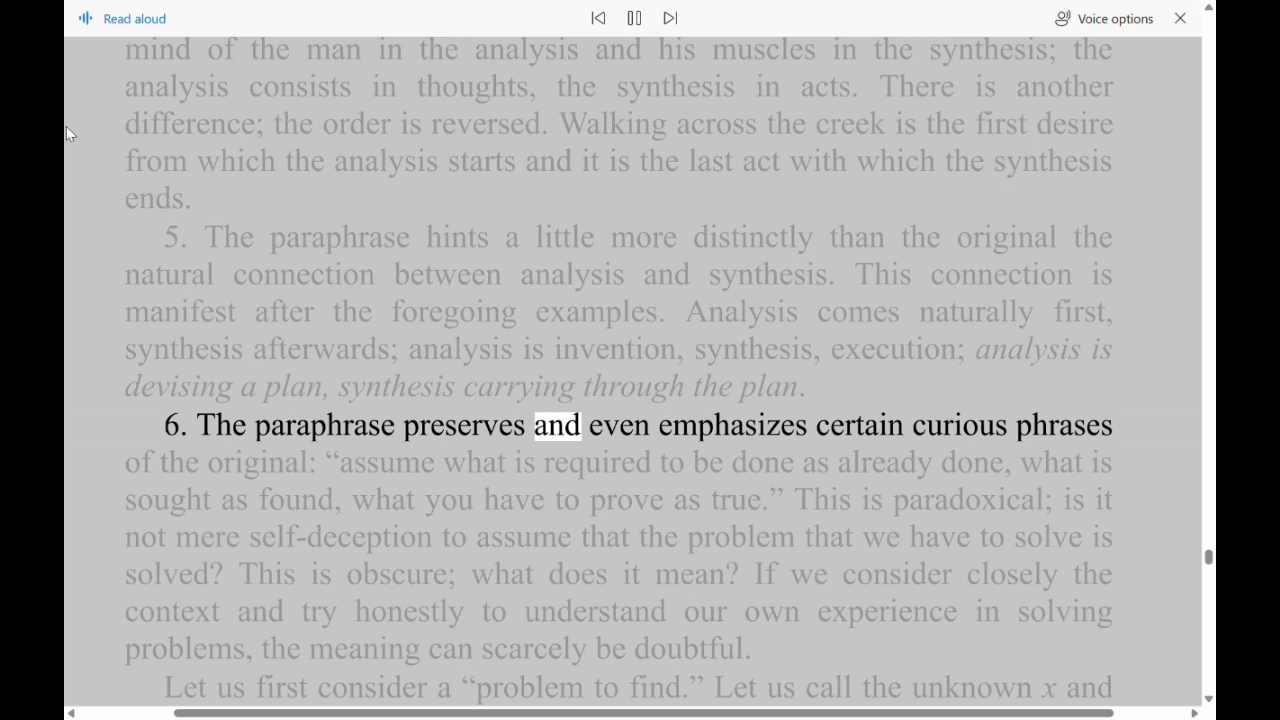 Read aloud
Voice options
mind of the man in the analysis and his muscles in the synthesis; the
analysis consists in thoughts, the synthesis in acts. There is another
difference; the order is reversed. Walking across the creek is the first desire
from which the analysis starts and it is the last act with which the synthesis
ends.
5. The paraphrase hints a little more distinctly than the original the
natural connection between analysis and synthesis. This connection is
manifest after the foregoing examples. Analysis comes naturally first,
synthesis afterwards; analysis is invention, synthesis, execution; analysis is
devising a plan, synthesis carrying through the plan.
6. The paraphrase preserves and even emphasizes certain curious phrases
of the original: “assume what is required to be done as already done, what is
sought as found, what you have to prove as true.” This is paradoxical; is it
not mere self-deception to assume that the problem that we have to solve is
solved? This is obscure; what does it mean? If we consider closely the
context and try honestly to understand our own experience in solving
problems, the meaning can scarcely be doubtful.
Let us first consider a “problem to find.” Let us call the unknown x and